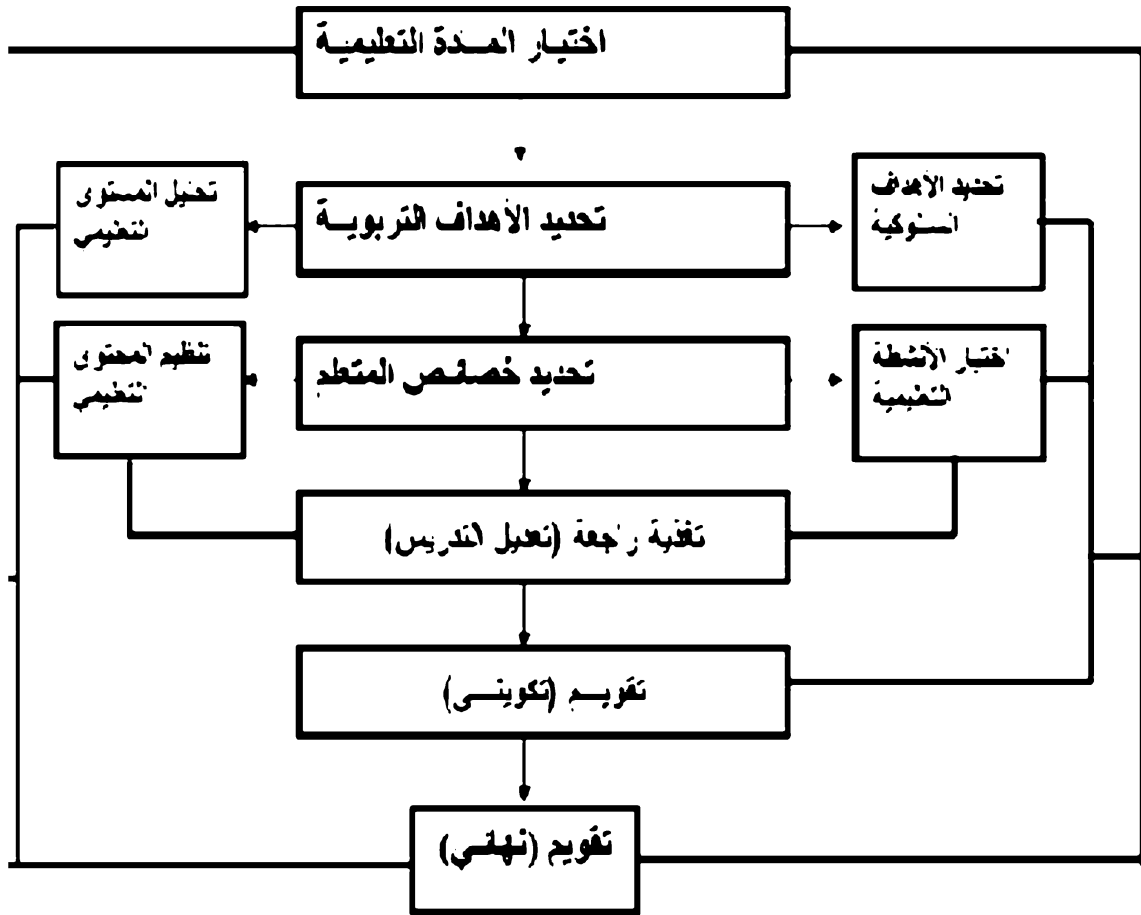 اختيار المادة التعليمية
تحديد الأهداف
السلوكية
تحديد الأهداف التربوية
تحليل المستوى
التعليمي
اختيار الأنشطة
التعليمية
تحديد خصائص المتعلم
تنظيم المحتوى
التعليمي
تغذية راجعة (تعديل التدريس)
تقويم (تكويني)
تقويم (نهائي)